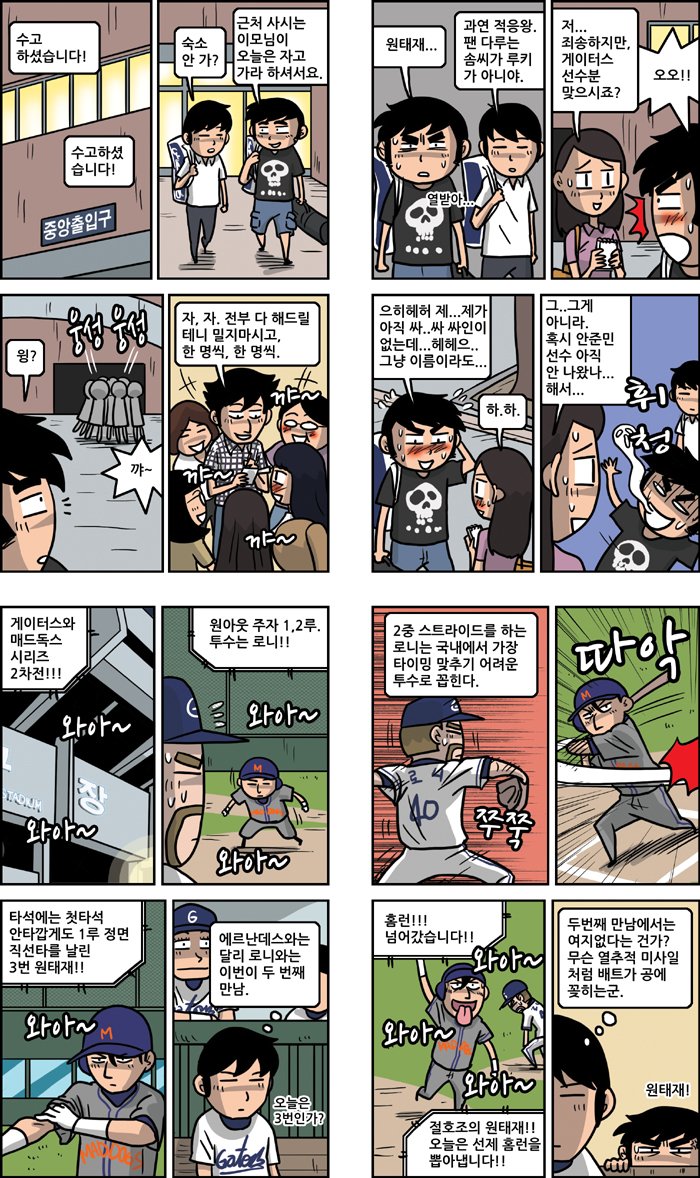 수고
하셨습니다!
수고하셨
습니다!
중앙출입구
숙소
안 가?
근처 사시는
이모님이
오늘은 자고
가라 하셔서요.
윙?
웅성 웅성
꺄~
자, 자. 전부 다 해드릴
테니 밀지마시고,
한 명씩, 한 명씩.
꺄~
꺄~
꺄~
원태재...
과연 적응왕.
팬 다루는
솜씨가 루키
가 아니야.
열받아...
저...
죄송하지만,
게이터스
선수분
맞으시죠?
오오!!
으히헤허 제...제가
아직 싸..싸 싸인이
없는데...헤헤으..
그냥 이름이라도...
하.하.
그..그게
아니라.
혹시 안준민
선수 아직
안 나왔나...
해서...
휘
청
게이터스와
매드독스
시리즈
2차전!!!
와아~
장
STADIUM
와아~
원아웃 주자 1,2루.
투수는 로니!!
와아~
M
와아~
타석에는 첫타석
안타깝게도 1루 정면
직선타를 날린
3번 원태재!!
와아~
M
MADDOGS
G
에르난데스와는
달리 로니와는
이번이 두 번째
만남.
오늘은
3번인가?
Gators
2중 스트라이드를 하는
로니는 국내에서 가장
타이밍 맞추기 어려운
투수로 꼽힌다.
로니
40
쭈쭉
따악
M
홈런!!!
넘어갔습니다!!
와아~
와아~
와아~
절호조의 원태재!!
오늘은 선제 홈런을
뽑아냅니다!!
두번째 만남에서는
여지없다는 건가?
무슨 열추적 미사일
처럼 배트가 공에
꽂히는군.
원태재!